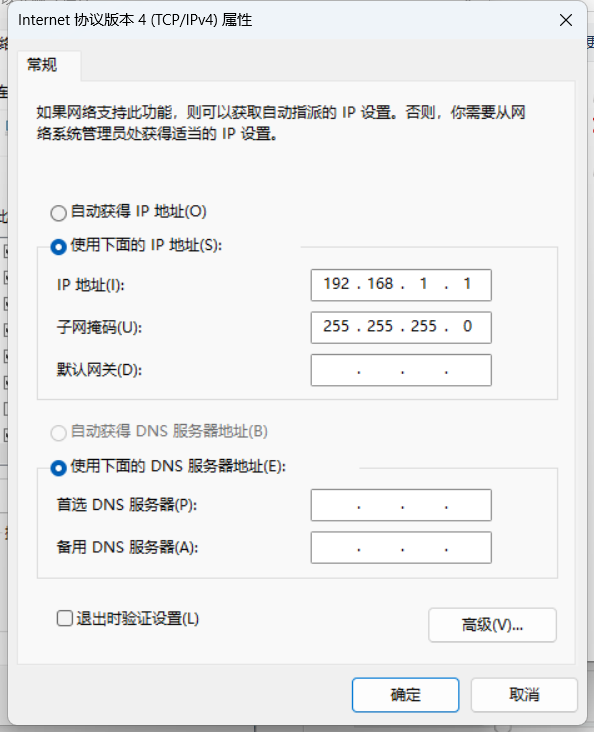 Internet 协议版本 4 (TCP/IPv4) 属性
常规
如果网络支持此功能，则可以获取自动指派的 IP 设置。否则，你需要从网
络系统管理员处获得适当的 IP 设置。
自动获得 IP 地址(O)
使用下面的 IP 地址(S):
IP 地址(I): 192 . 168 . 1 . 1
子网掩码(U): 255 . 255 . 255 . 0
默认网关(D): . . .
自动获得 DNS 服务器地址(B)
使用下面的 DNS 服务器地址(E):
首选 DNS 服务器(P): . . .
备用 DNS 服务器(A): . . .
退出时验证设置(L)
高级(V)...
确定 取消